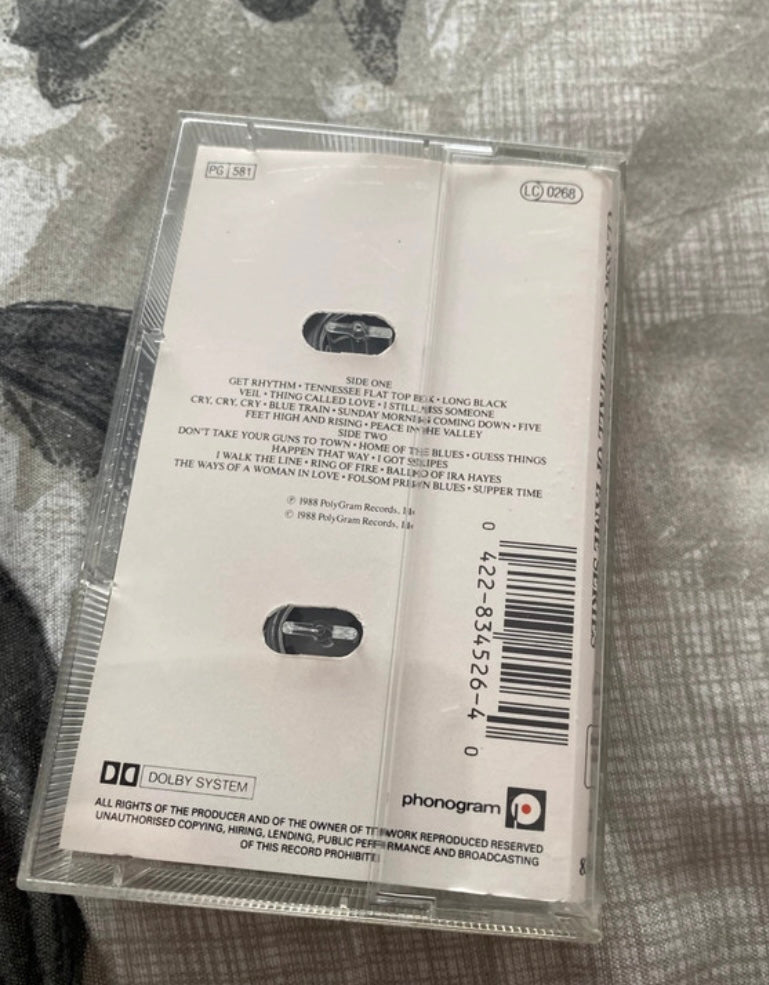 PG 581
LC 0268
SIDE ONE
GET RHYTHM • TENNESSEE FLAT TOP • LONG BLACK
VEIL • THING CALLED LOVE • I STILL MISS SOMEONE
CRY, CRY, CRY • BLUE TRAIN • SUNDAY MORNING COMING DOWN • FIVE
FEET HIGH AND RISING • PEACE IN THE VALLEY
SIDE TWO
DON'T TAKE YOUR GUNS TO TOWN • HOME OF THE BLUES • GUESS THINGS
HAPPEN THAT WAY • I GOT STRIPES
I WALK THE LINE • RING OF FIRE • BALLAD OF IRA HAYES
THE WAYS OF A WOMAN IN LOVE • FOLSOM PRISON BLUES • SUPPER TIME
℗ 1988 PolyGram Records,
© 1988 PolyGram Records,
0 422-834526-4 0
DOLBY SYSTEM
phonogram
ALL RIGHTS OF THE PRODUCER AND OF THE OWNER OF THE WORK REPRODUCED RESERVED
UNAUTHORISED COPYING, HIRING, LENDING, PUBLIC PERFORMANCE AND BROADCASTING
OF THIS RECORD PROHIBITED